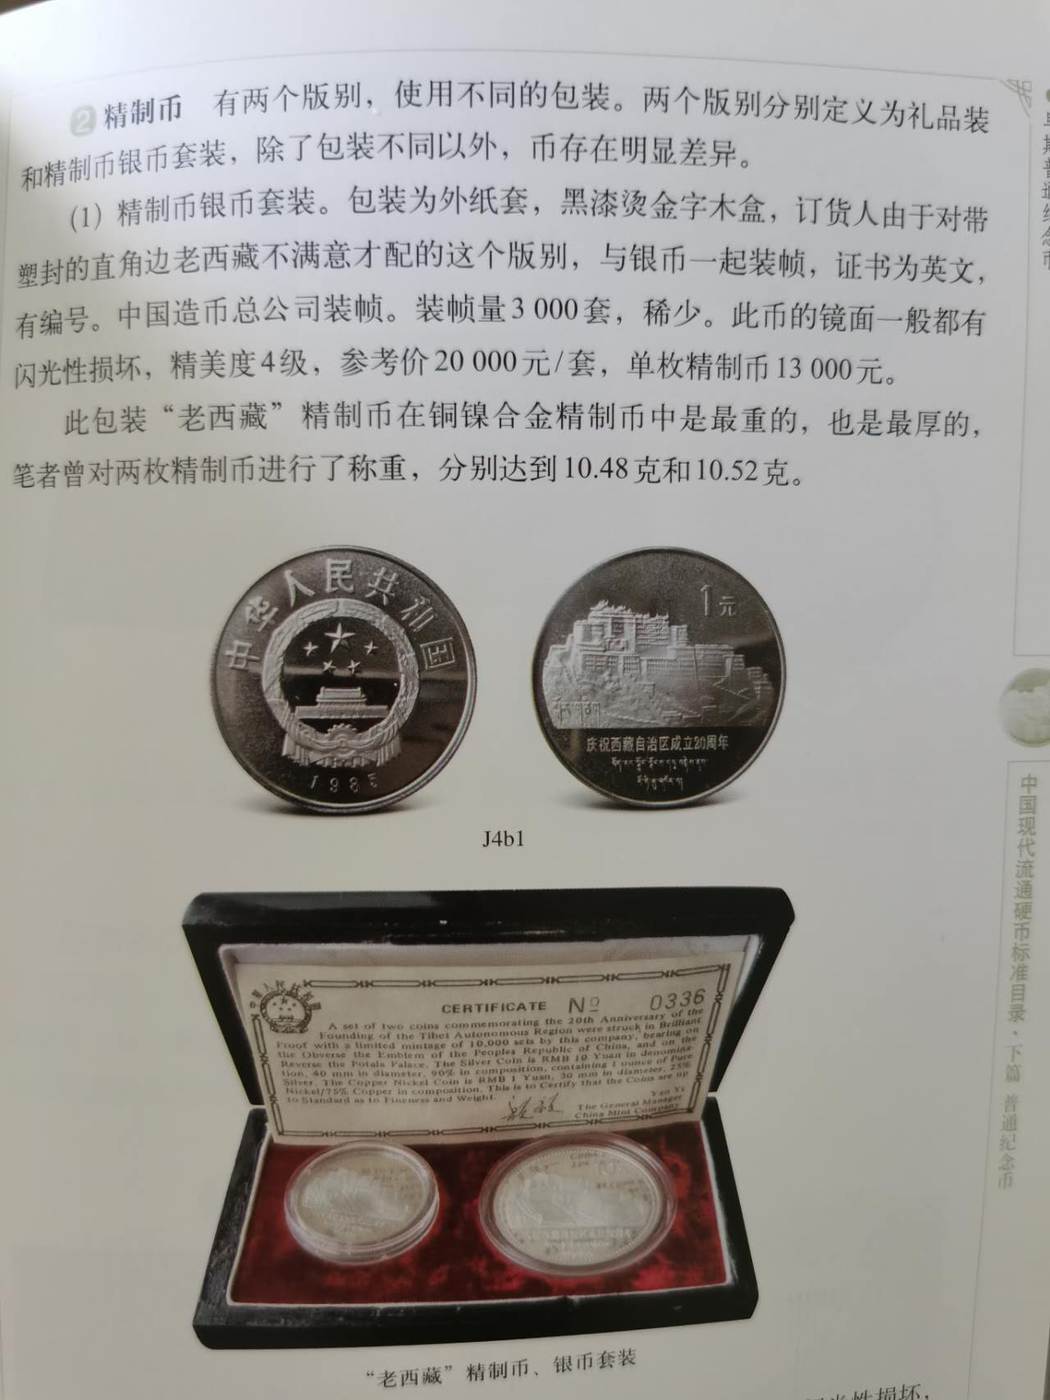 2 精制币 有两个版别，使用不同的包装。两个版别分别定义为礼品装
和精制币银币套装，除了包装不同以外，币存在明显差异。
(1) 精制币银币套装。包装为外纸套，黑漆烫金字木盒，订货人由于对带
塑封的直角边老西藏不满意才配的这个版别，与银币一起装帧，证书为英文，
有编号。中国造币总公司装帧。装帧量3 000套，稀少。此币的镜面一般都有
闪光性损坏，精美度4级，参考价20 000元/套，单枚精制币13 000元。
此包装“老西藏”精制币在铜镍合金精制币中是最重的，也是最厚的，
笔者曾对两枚精制币进行了称重，分别达到10.48克和10.52克。
中华人民共和国
1985
1元
庆祝西藏自治区成立20周年
J4b1
CERTIFICATE No 0336
A set of two coins commemorating the 20th Anniversary of the
Founding of the Tibet Autonomous Region were struck in Brilliant
Proof with a limited mintage of 10,000 sets by this company, bearing on
the Obverse the Emblem of the Peoples Republic of China, and on the
Reverse the Potala Palace. The Silver Coin is RMB 10 Yuan in denomina-
tion, 40 mm in diameter, 90% in composition, containing 1 ounce of Pure
Silver. The Copper Nickel Coin is RMB 1 Yuan, 30 mm in diameter, 25%
Nickel/75% Copper in composition. This is to Certify that the Coins are up
to Standard as to Fineness and Weight.
Yan Yi
The General Manager
China Mint Company
“老西藏”精制币、银币套装
中国现代流通硬币标准目录·下篇 普通纪念币